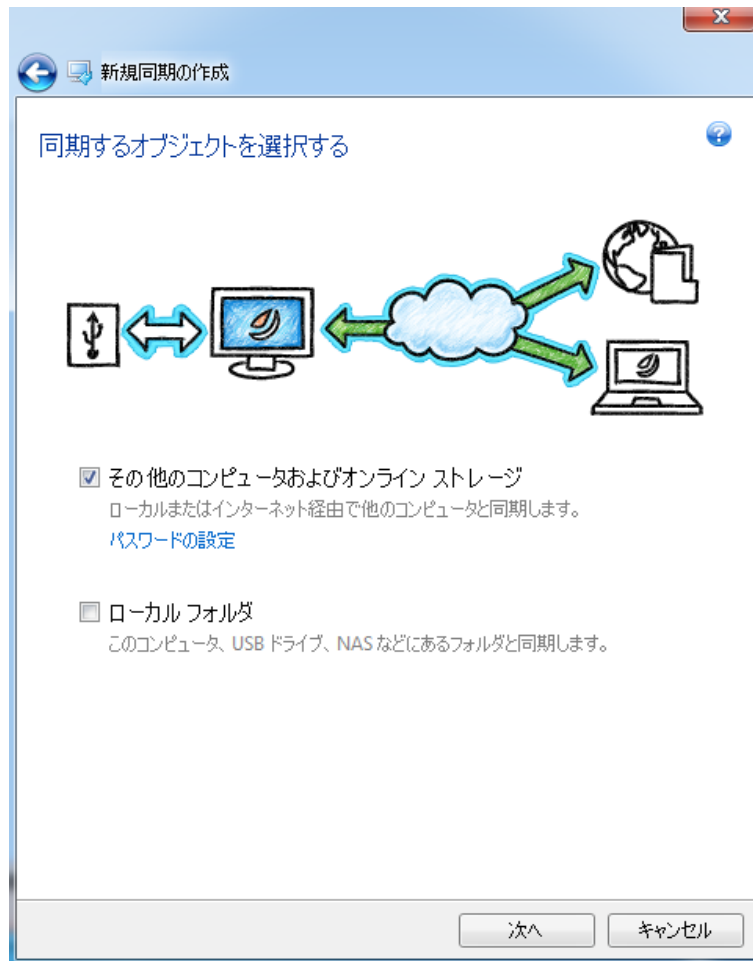 新規同期の作成
同期するオブジェクトを選択する
その他のコンピュータおよびオンライン ストレージ
ローカルまたはインターネット経由で他のコンピュータと同期します。
パスワードの設定
ローカル フォルダ
このコンピュータ、USB ドライブ、NAS などにあるフォルダと同期します。
次へ
キャンセル